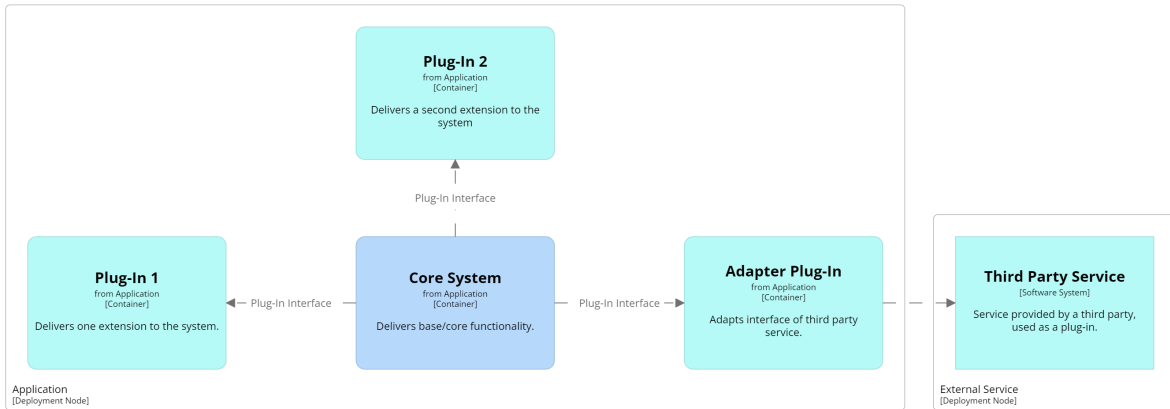 Plug-In 2
from Application
[Container]
Delivers a second extension to the
system
Plug-In Interface
Plug-In 1
from Application
[Container]
Delivers one extension to the system.
Plug-In Interface
Core System
from Application
[Container]
Delivers base/core functionality.
Plug-In Interface
Adapter Plug-In
from Application
[Container]
Adapts interface of third party
service.
Third Party Service
[Software System]
Service provided by a third party,
used as a plug-in.
Application
[Deployment Node]
External Service
[Deployment Node]